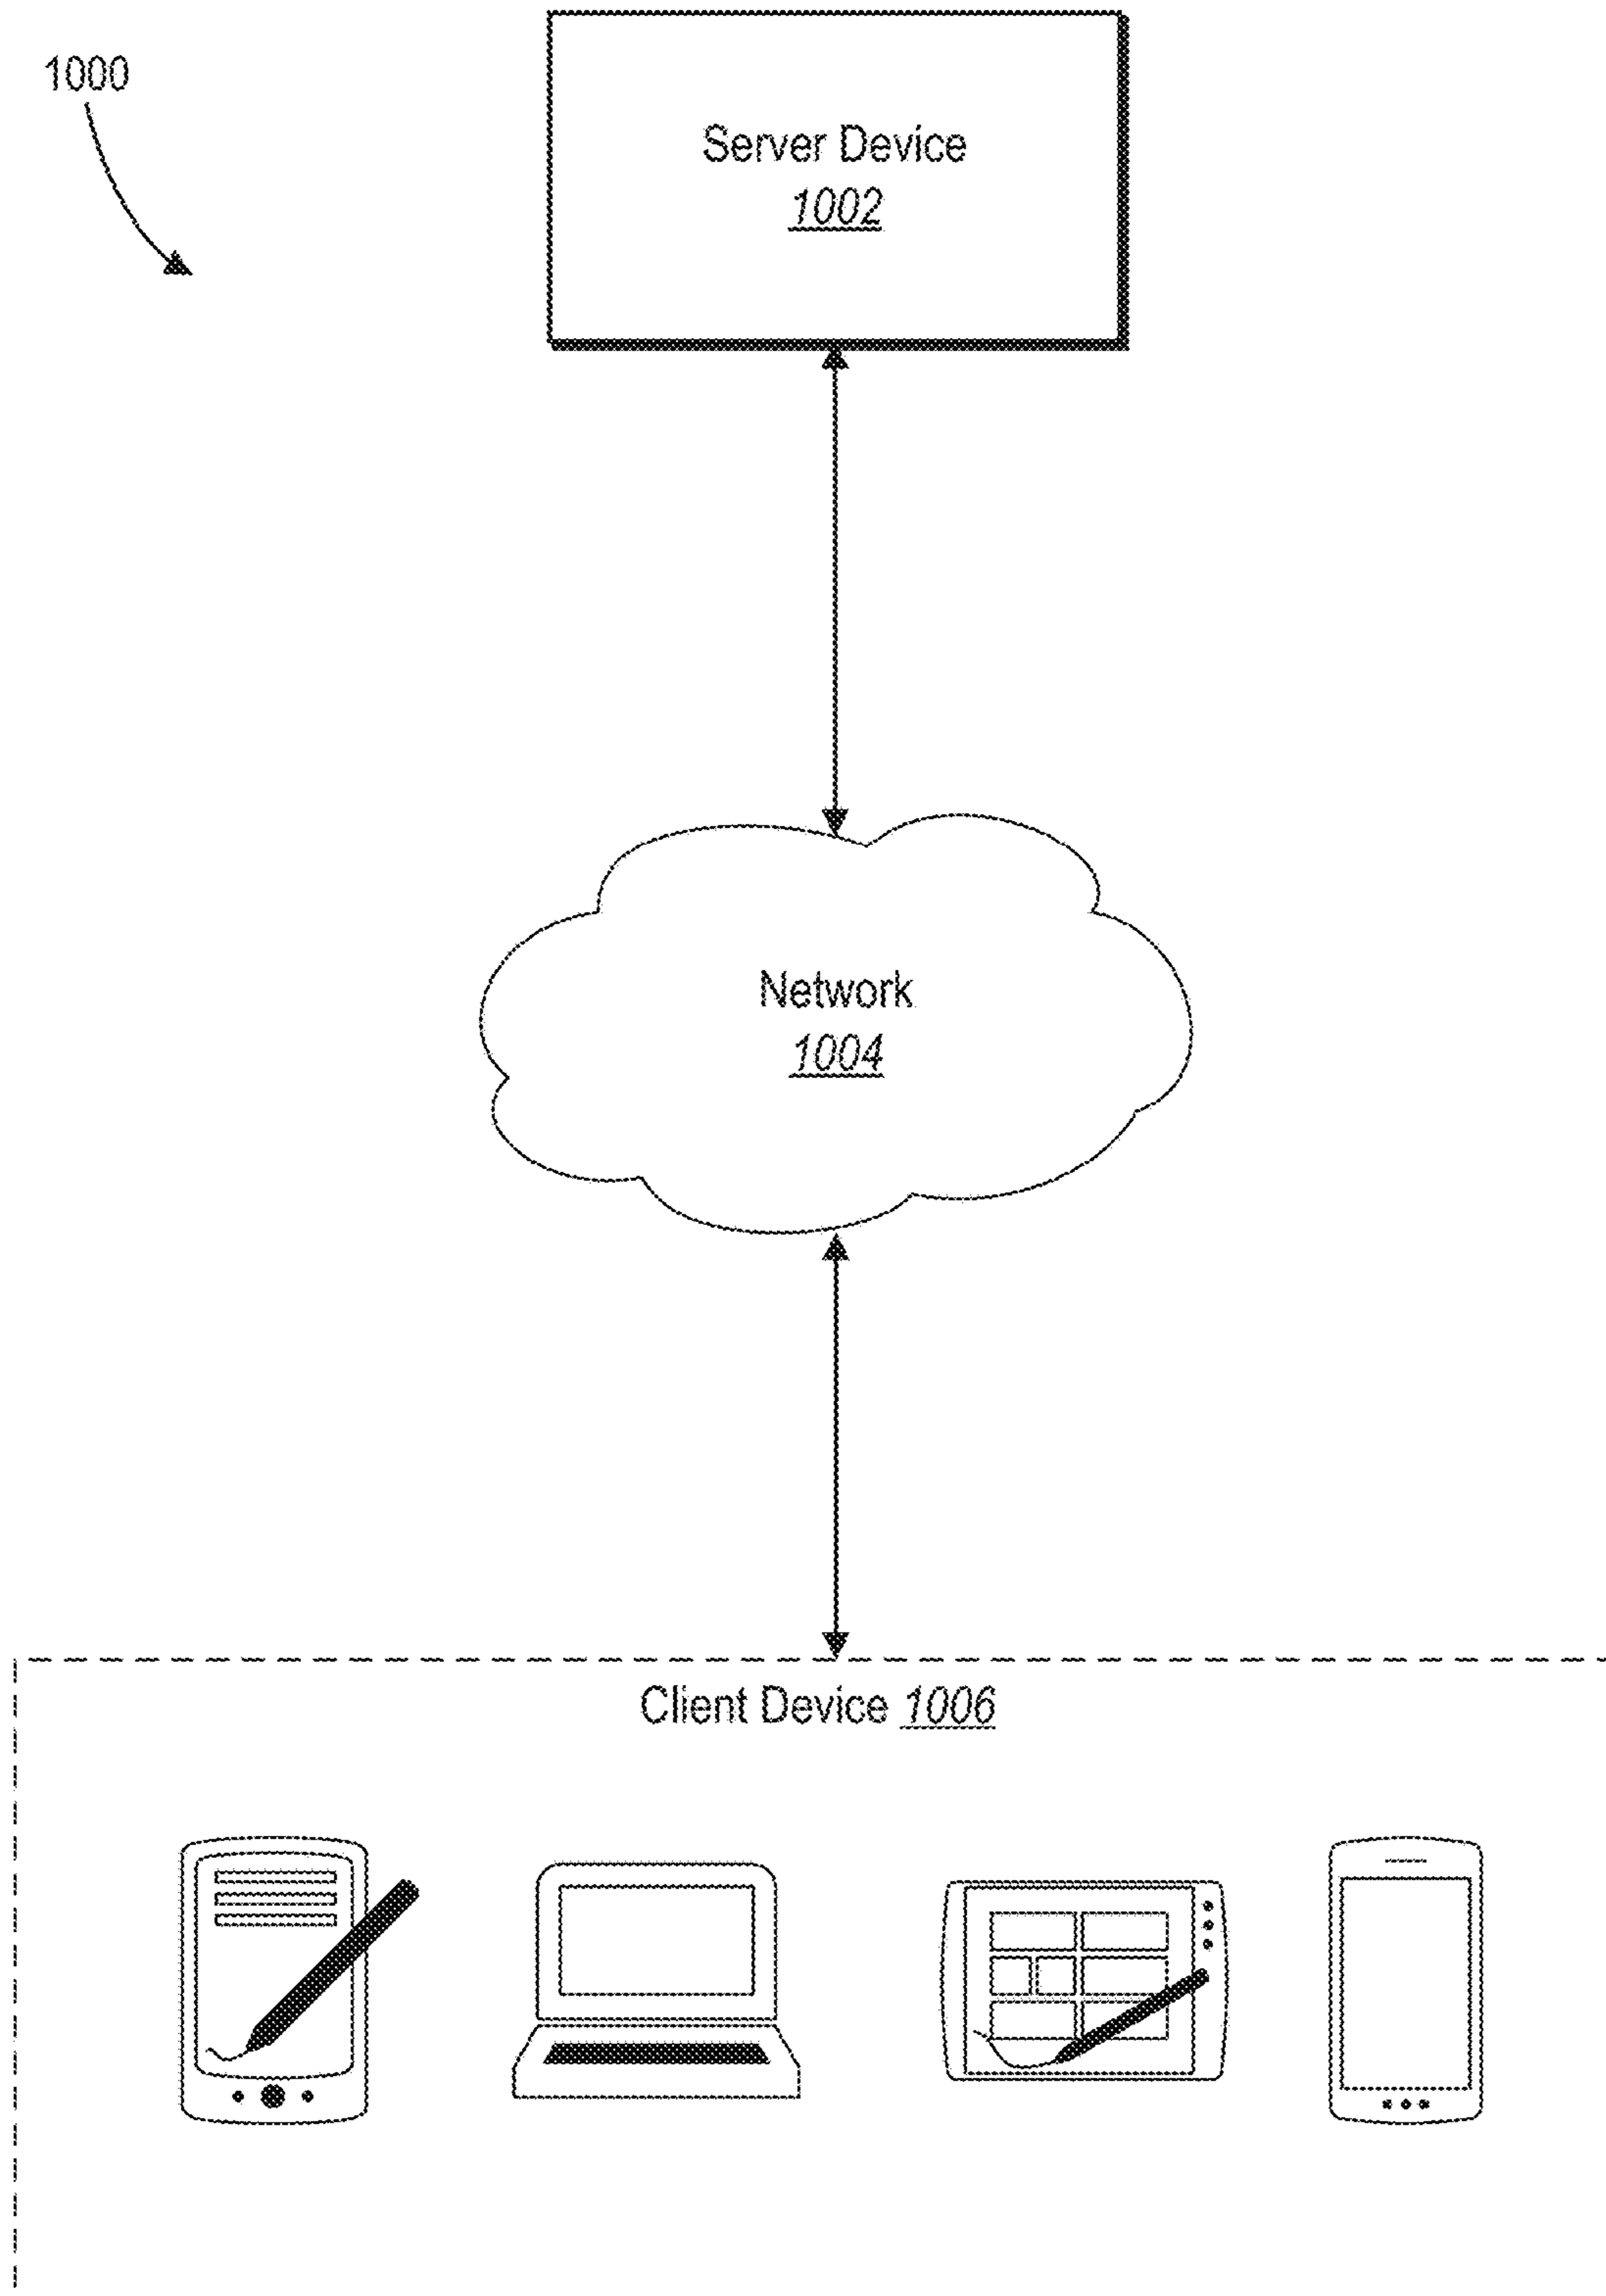 1000
Server Device
1002
Network
1004
Client Device 1006